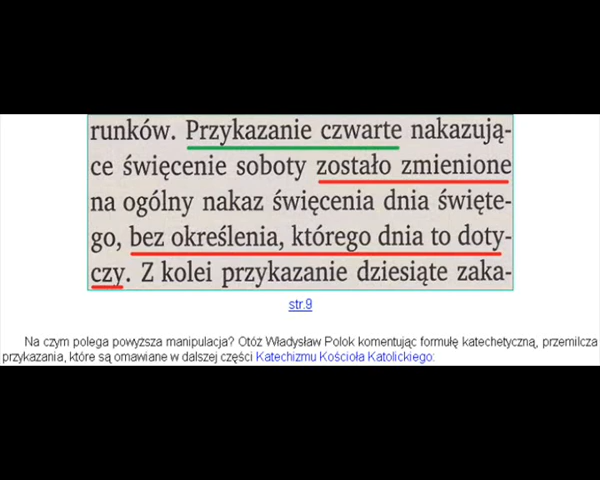 runków. Przykazanie czwarte nakazują-
ce święcenie soboty zostało zmienione
na ogólny nakaz święcenia dnia święte-
go, bez określenia, którego dnia to doty-
czy. Z kolei przykazanie dziesiąte zaka-
str.9
Na czym polega powyższa manipulacja? Otóż Władysław Polok komentując formułę katechetyczną, przemilcza
przykazania, które są omawiane w dalszej części Katechizmu Kościoła Katolickiego: